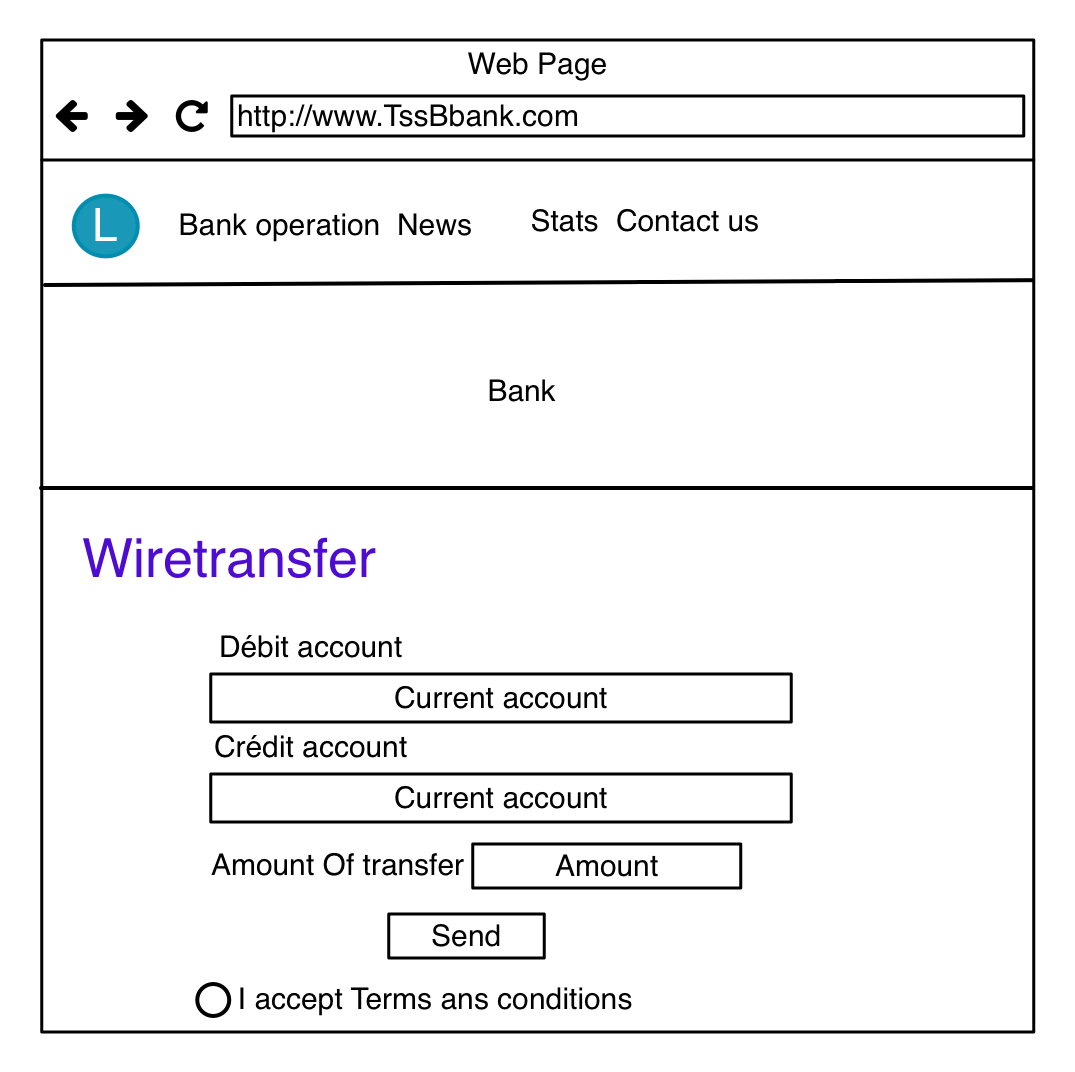 Web Page
http://www.TssBbank.com
L Bank operation News Stats Contact us
Bank
Wiretransfer
Débit account
Current account
Crédit account
Current account
Amount Of transfer Amount
Send
I accept Terms ans conditions